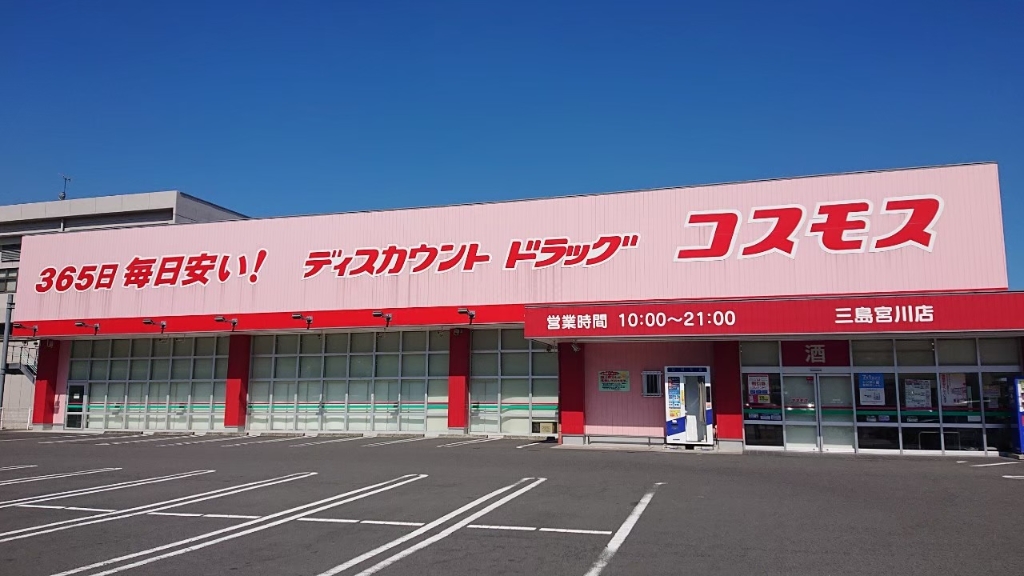 365日 毎日安い! ディスカウント ドラッグ コスモス
営業時間 10:00〜21:00 三島宮川店
酒